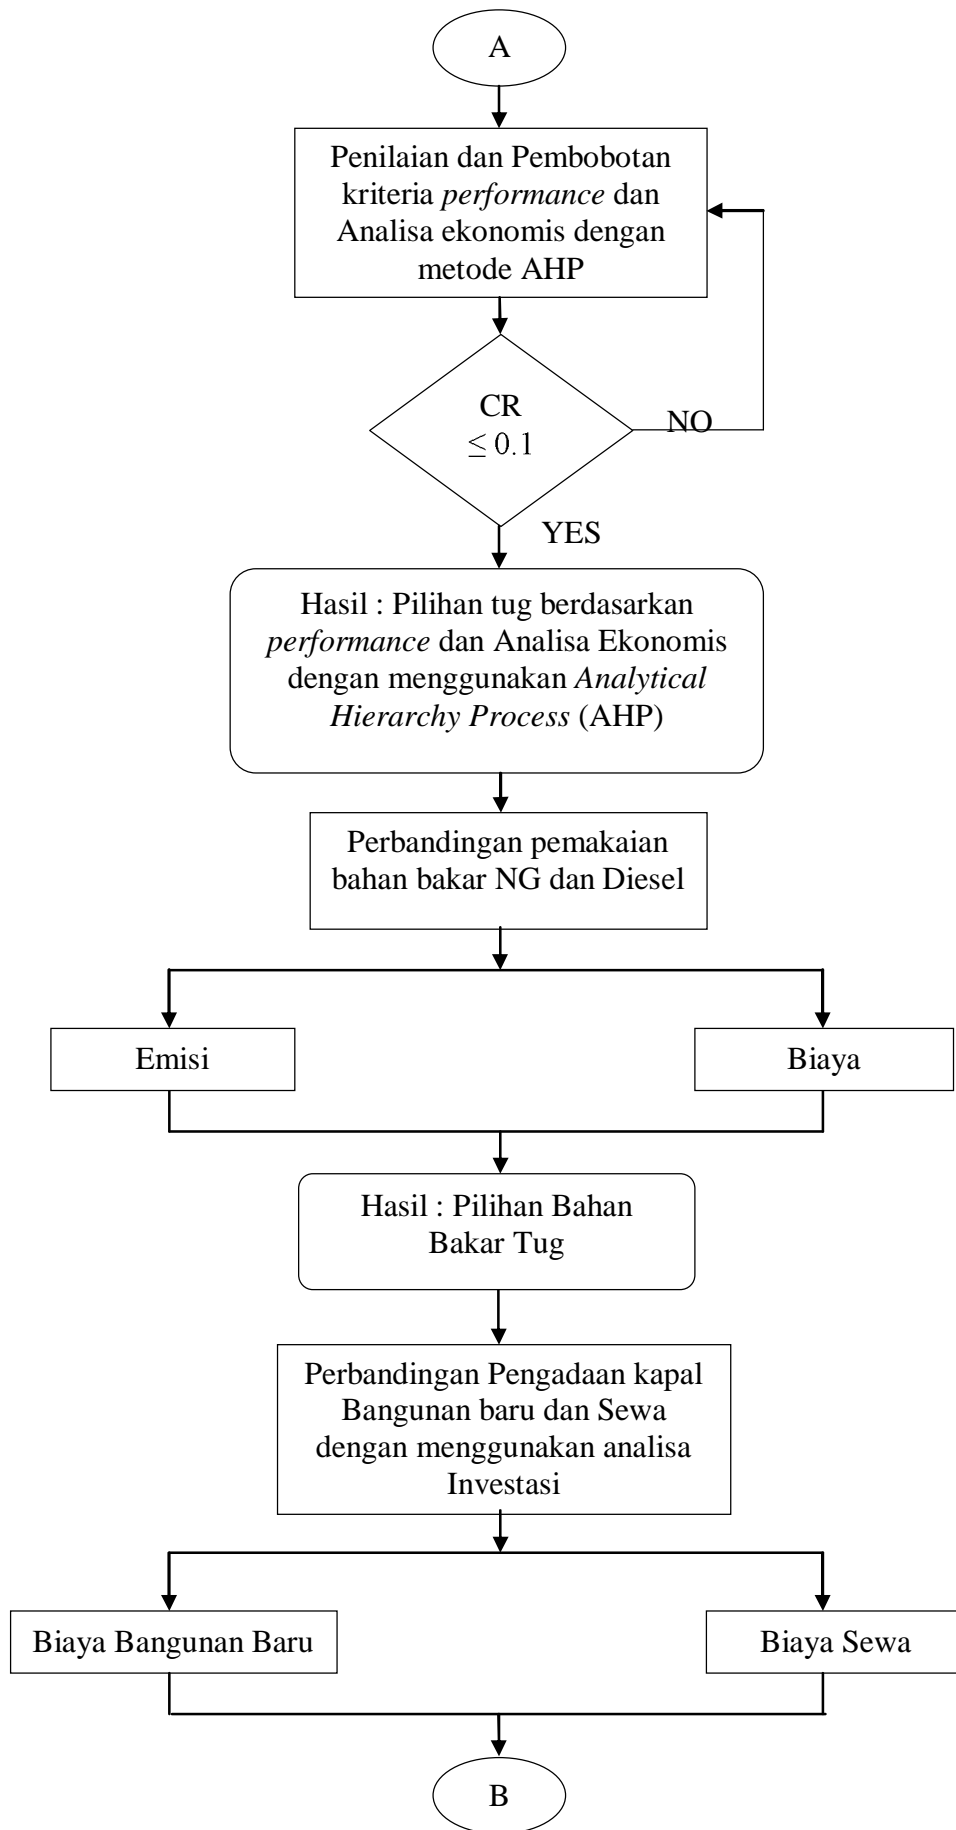 A
Penilaian dan Pembobotan
kriteria performance dan
Analisa ekonomis dengan
metode AHP
CR
≤ 0.1
NO
YES
Hasil : Pilihan tug berdasarkan
performance dan Analisa Ekonomis
dengan menggunakan Analytical
Hierarchy Process (AHP)
Perbandingan pemakaian
bahan bakar NG dan Diesel
Emisi
Biaya
Hasil : Pilihan Bahan
Bakar Tug
Perbandingan Pengadaan kapal
Bangunan baru dan Sewa
dengan menggunakan analisa
Investasi
Biaya Bangunan Baru
Biaya Sewa
B